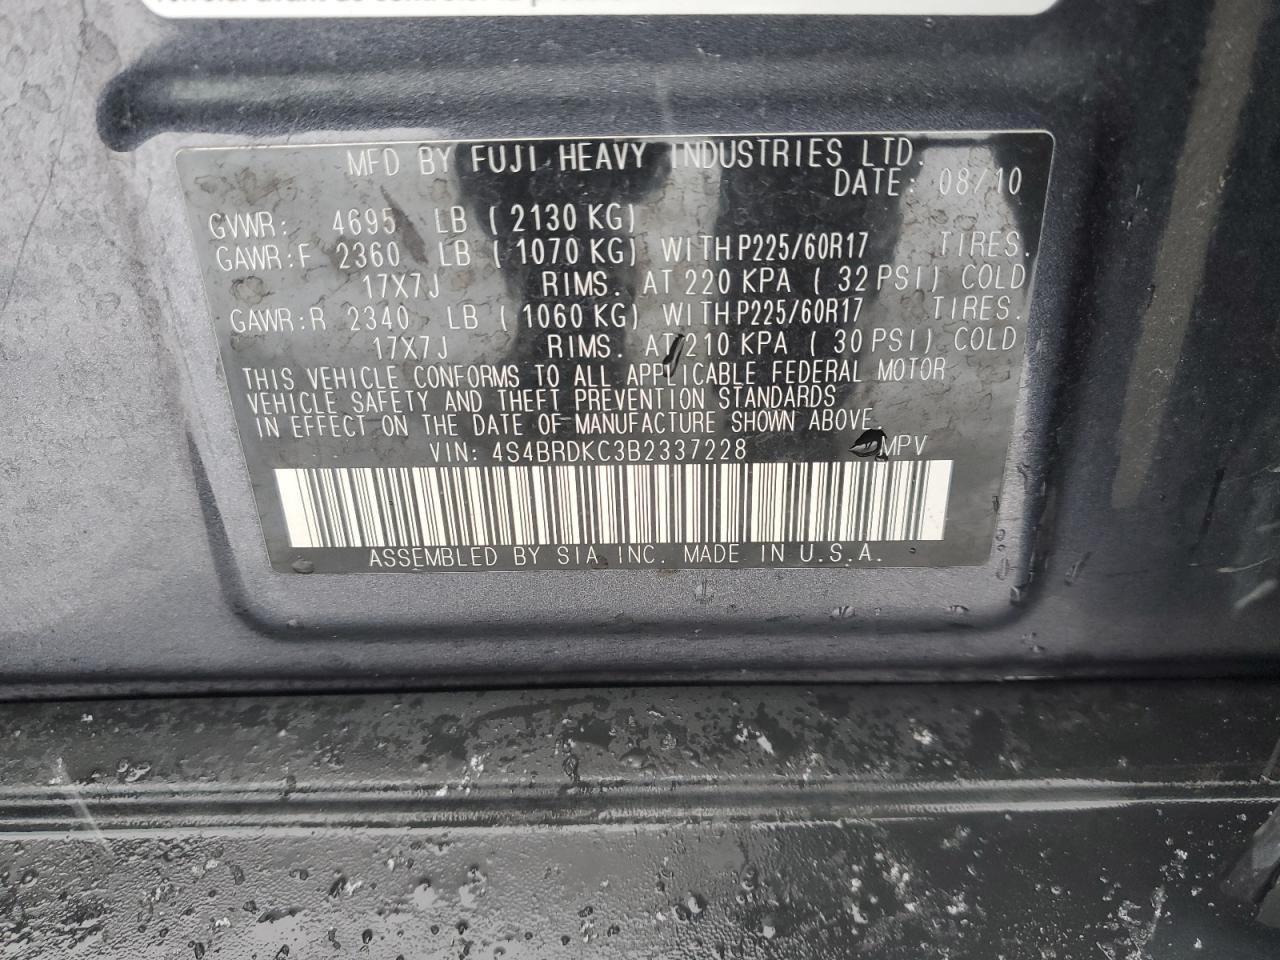 MFD BY FUJI HEAVY INDUSTRIES LTD.
DATE: 08/10
GVWR: 4695 LB ( 2130 KG)
GAWR:F 2360 LB ( 1070 KG) WITH P225/60R17 TIRES.
17X7J RIMS. AT 220 KPA ( 32 PSI) COLD
GAWR:R 2340 LB ( 1060 KG) WITH P225/60R17 TIRES.
17X7J RIMS. AT 210 KPA ( 30 PSI) COLD
THIS VEHICLE CONFORMS TO ALL APPLICABLE FEDERAL MOTOR
VEHICLE SAFETY AND THEFT PREVENTION STANDARDS
IN EFFECT ON THE DATE OF MANUFACTURE SHOWN ABOVE.
VIN: 4S4BRDKC3B2337228 MPV
ASSEMBLED BY SIA, INC. MADE IN U.S.A.